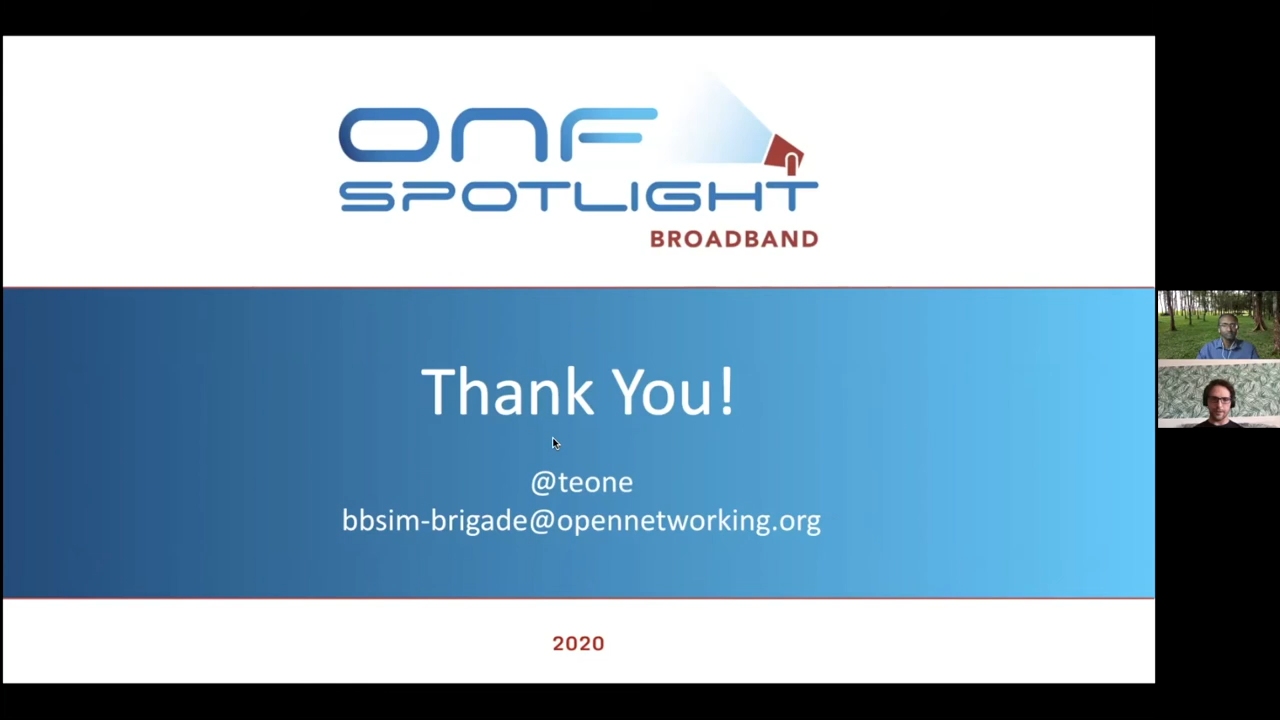 ONF
SPOTLIGHT
BROADBAND
Thank You!
@teone
bbsim-brigade@opennetworking.org
2020